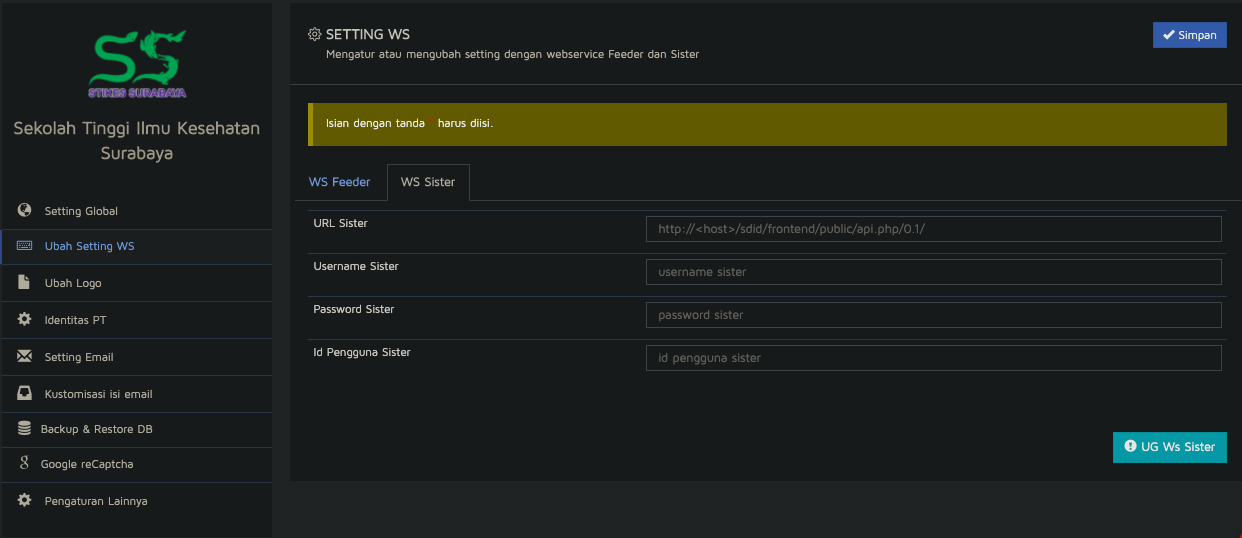 STIKES SURABAYA
Sekolah Tinggi Ilmu Kesehatan
Surabaya
Setting Global
Ubah Setting WS
Ubah Logo
Identitas PT
Setting Email
Kustomisasi isi email
Backup & Restore DB
Google reCaptcha
Pengaturan Lainnya
SETTING WS
Mengatur atau mengubah setting dengan webservice Feeder dan Sister
Simpan
Isian dengan tanda * harus diisi.
WS Feeder
WS Sister
URL Sister
http://<host>/sdid/frontend/public/api.php/0.1/
Username Sister
username sister
Password Sister
password sister
Id Pengguna Sister
id pengguna sister
UG Ws Sister